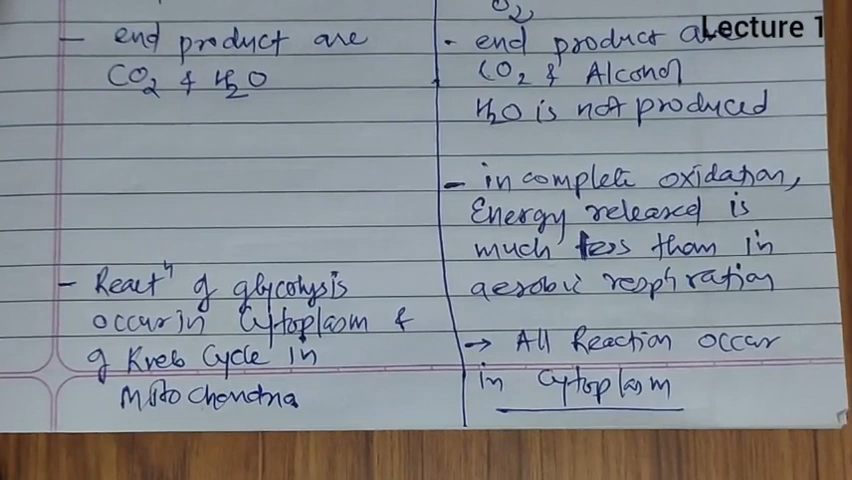 O2,
Lecture 1
- end product are
CO2 & H2O
- end product are
CO2 & Alcohol
H2O is not produced
- incomplete oxidation,
Energy released is
much less than in
aerobic respiration
- Reactⁿ of glycolysis
occur in Cytoplasm &
of Kreb Cycle in
Mitochondria
→ All Reaction occur
in Cytoplasm